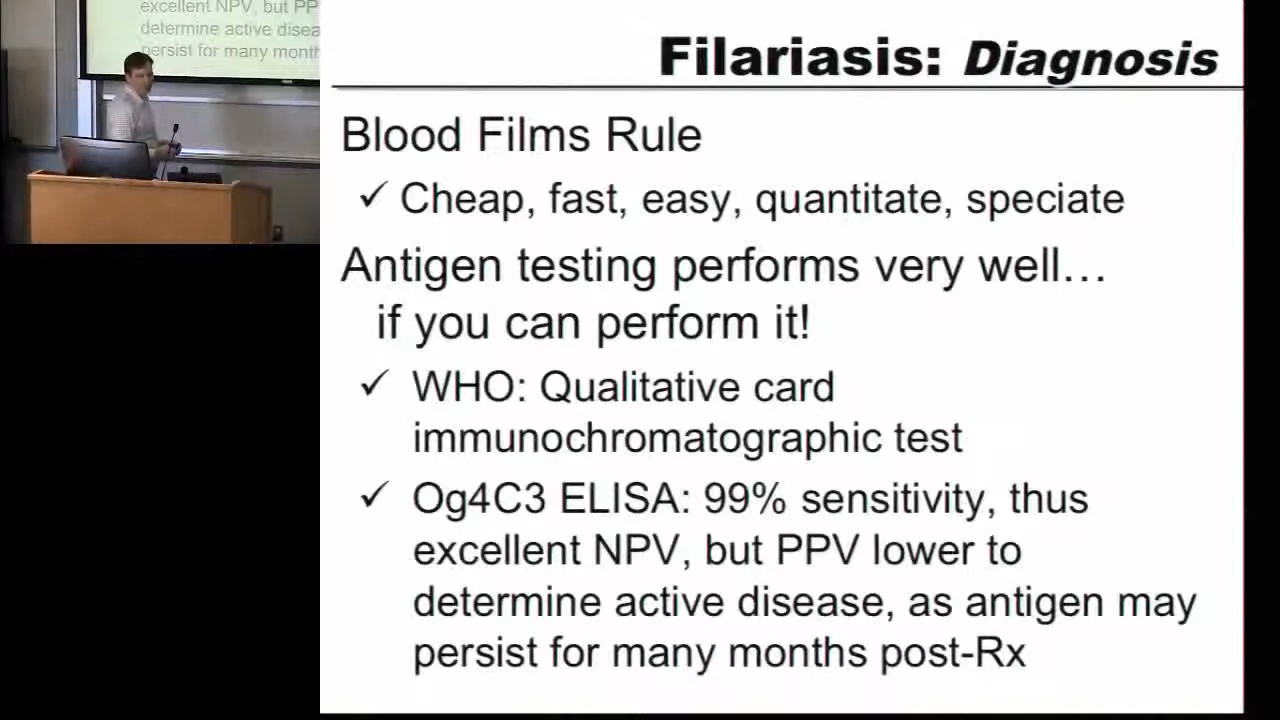 excellent NPV, but PP
determine active disea
persist for many month
Filariasis: Diagnosis
Blood Films Rule
✓ Cheap, fast, easy, quantitate, speciate
Antigen testing performs very well…
if you can perform it!
✓ WHO: Qualitative card
immunochromatographic test
✓ Og4C3 ELISA: 99% sensitivity, thus
excellent NPV, but PPV lower to
determine active disease, as antigen may
persist for many months post-Rx